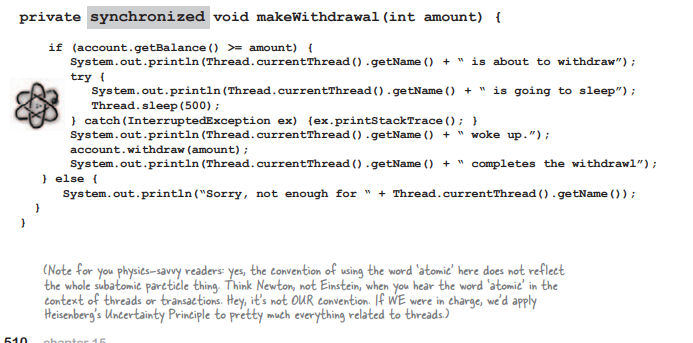 private synchronized void makeWithdrawal(int amount) {
if (account.getBalance() >= amount) {
System.out.println(Thread.currentThread().getName() + “ is about to withdraw”);
try {
System.out.println(Thread.currentThread().getName() + “ is going to sleep”);
Thread.sleep(500);
} catch(InterruptedException ex) {ex.printStackTrace(); }
System.out.println(Thread.currentThread().getName() + “ woke up.”);
account.withdraw(amount);
System.out.println(Thread.currentThread().getName() + “ completes the withdrawl”);
} else {
System.out.println(“Sorry, not enough for “ + Thread.currentThread().getName());
}
}
(Note for you physics-savvy readers: yes, the convention of using the word ‘atomic’ here does not reflect
the whole subatomic parcticle thing. Think Newton, not Einstein, when you hear the word ‘atomic’ in the
context of threads or transactions. Hey, it’s not OUR convention. If WE were in charge, we’d apply
Heisenberg’s Uncertainty Principle to pretty much everything related to threads.)
510 chapter 15